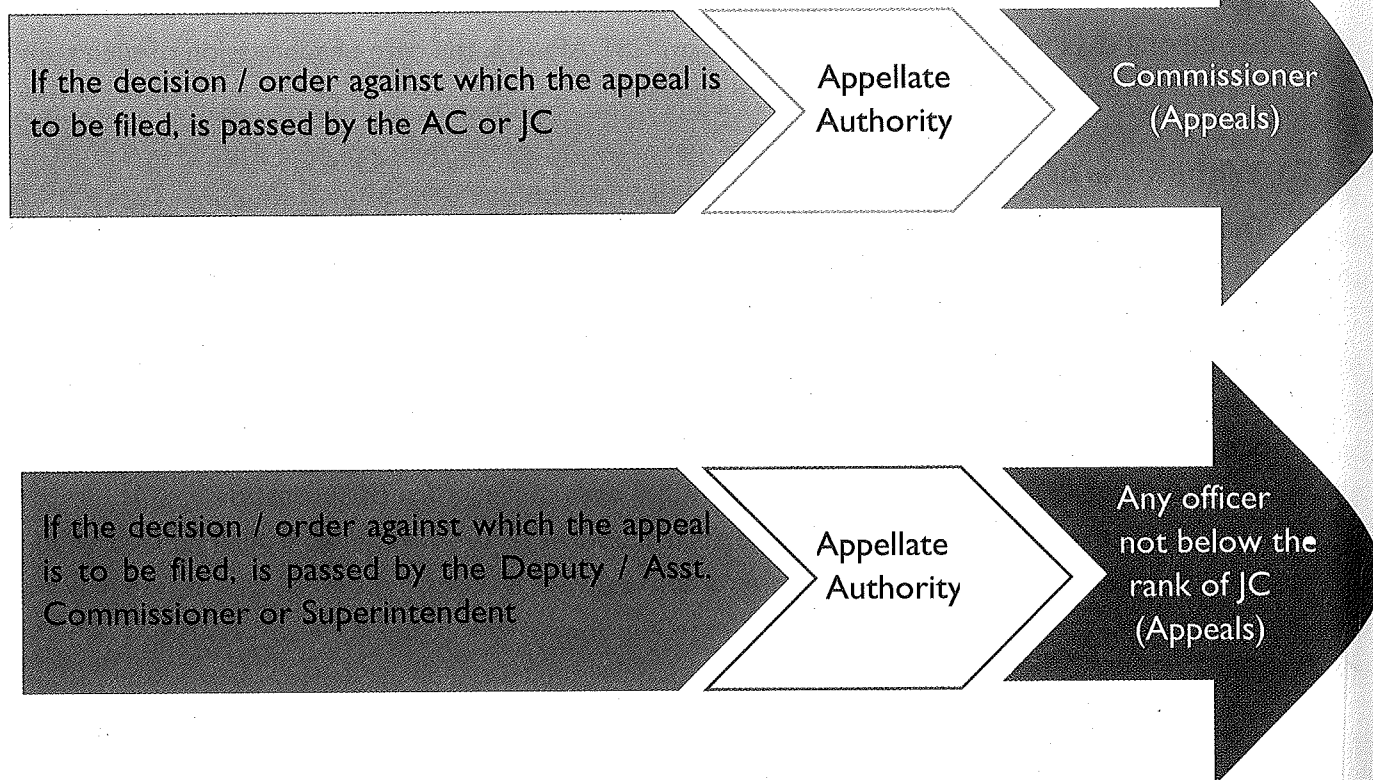 If the decision / order against which the appeal is
to be filed, is passed by the AC or JC
Appellate
Authority
Commissioner
(Appeals)
If the decision / order against which the appeal
is to be filed, is passed by the Deputy / Asst.
Commissioner or Superintendent
Appellate
Authority
Any officer
not below the
rank of JC
(Appeals)